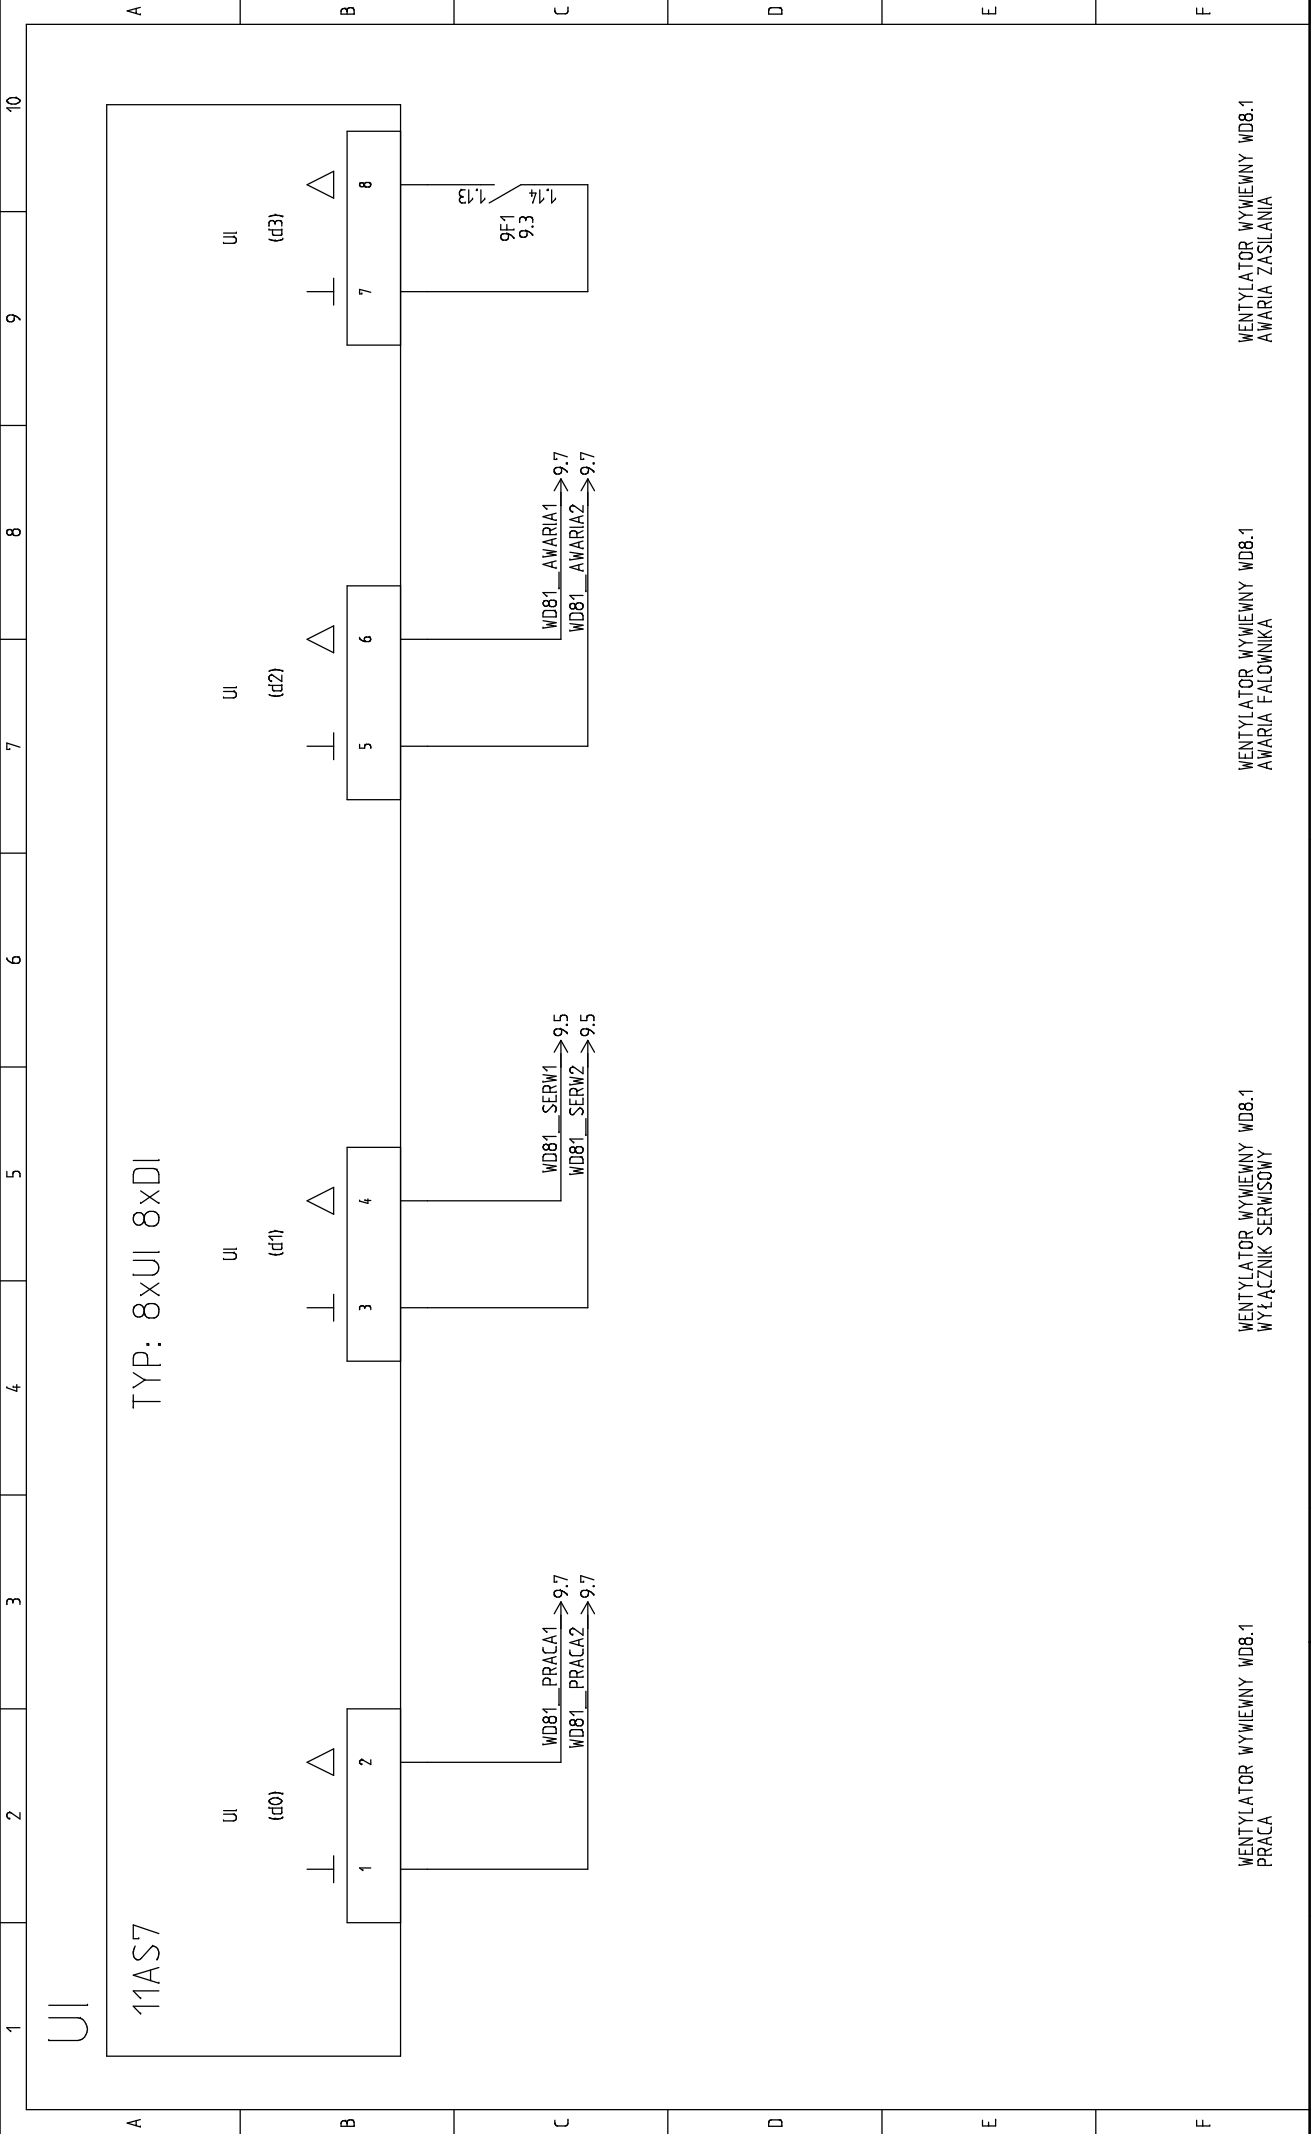 1 2 3 4 5 6 7 8 9 10
A
B
C
D
E
F
A
B
C
D
E
F
UI
11AS7
TYP: 8xUI 8xDI
UI
(d0)
1 2
WD81_PRACA1 9.7
WD81_PRACA2 9.7
WENTYLATOR WYWIEWNY WD8.1
PRACA
UI
(d1)
3 4
WD81_SERW1 9.5
WD81_SERW2 9.5
WENTYLATOR WYWIEWNY WD8.1
WYŁĄCZNIK SERWISOWY
UI
(d2)
5 6
WD81_AWARIA1 9.7
WD81_AWARIA2 9.7
WENTYLATOR WYWIEWNY WD8.1
AWARIA FALOWNIKA
UI
(d3)
7 8
1.13
9F1
9.3
1.14
WENTYLATOR WYWIEWNY WD8.1
AWARIA ZASILANIA